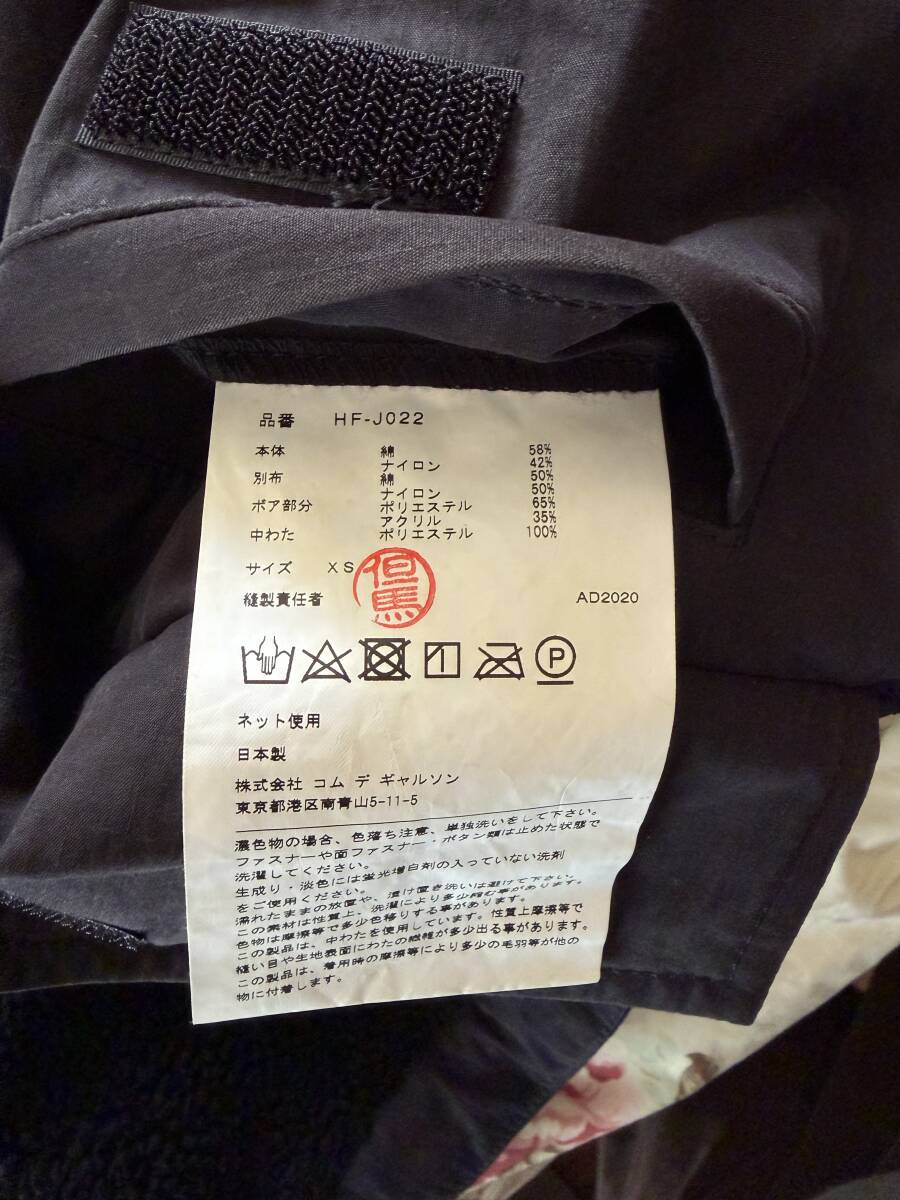 品番 HF-J022
本体 綿 58%
ナイロン 42%
別布 綿 50%
ナイロン 50%
ボア部分 ポリエステル 65%
アクリル 35%
中わた ポリエステル 100%
サイズ XS
但馬
縫製責任者 AD2020
P
ネット使用
日本製
株式会社 コム デ ギャルソン
東京都港区南青山5-11-5
濃色物の場合、色落ち注意、単独洗いをして下さい。
ファスナーや面ファスナー・ボタン類は止めた状態で
洗濯してください。
生成り・淡色には蛍光増白剤の入っていない洗剤
をご使用ください。
濡れたままの放置や、漬け置き洗いは避けて下さい。
この素材は性質上、洗濯により多少縮む事があります。
色物は摩擦等で多少色移りする事があります。
この製品は、中わたを使用しています。性質上摩擦等で
縫い目や生地表面にわたの繊維が多少出る事があります。
この製品は、着用時の摩擦等により多少の毛羽等が他の
物に付着します。